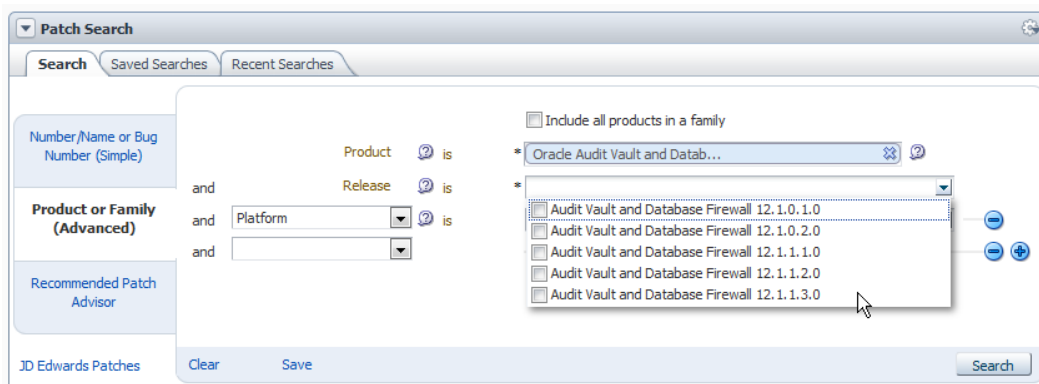 Patch Search
Search Saved Searches Recent Searches
Number/Name or Bug
Number (Simple)
Product or Family
(Advanced)
Recommended Patch
Advisor
JD Edwards Patches
Include all products in a family
Product ? is * Oracle Audit Vault and Datab... ?
and Release ? is *
and Platform ? is
and
Audit Vault and Database Firewall 12.1.0.1.0
Audit Vault and Database Firewall 12.1.0.2.0
Audit Vault and Database Firewall 12.1.1.1.0
Audit Vault and Database Firewall 12.1.1.2.0
Audit Vault and Database Firewall 12.1.1.3.0
Clear Save Search